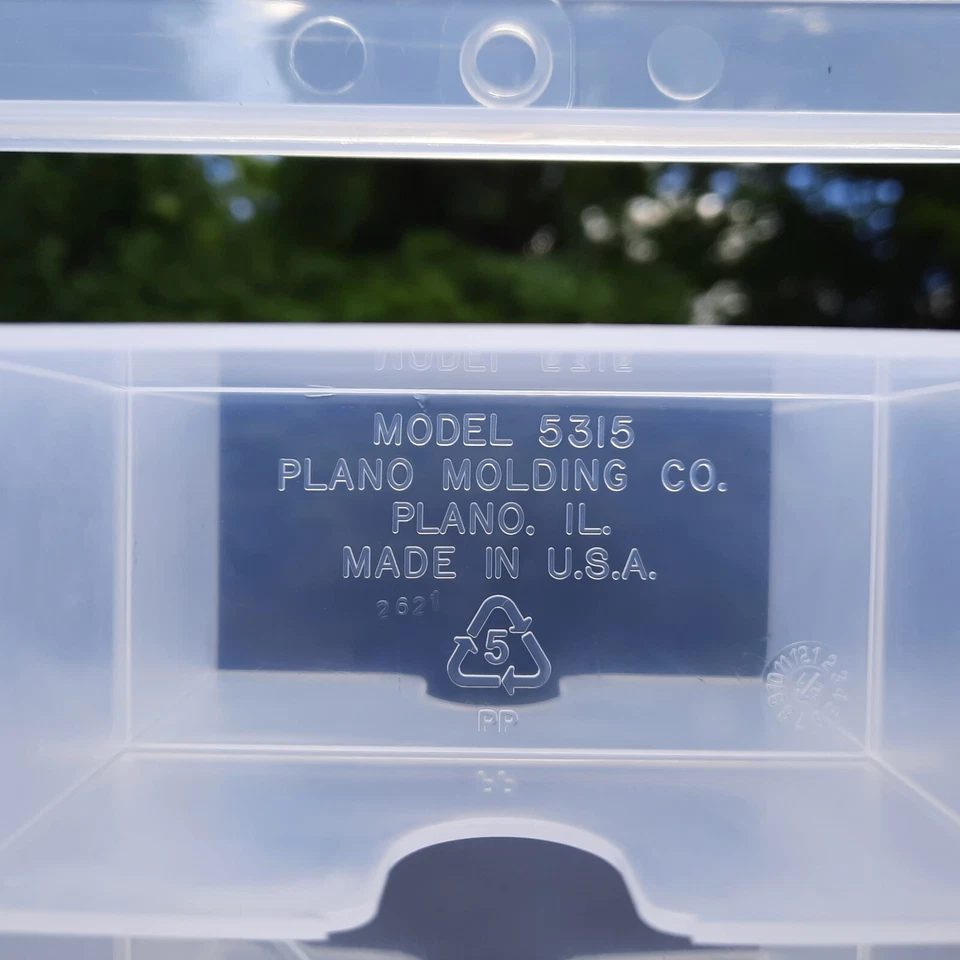 MODEL 5315
PLANO MOLDING CO.
PLANO, IL.
MADE IN U.S.A.
2621
5
PP